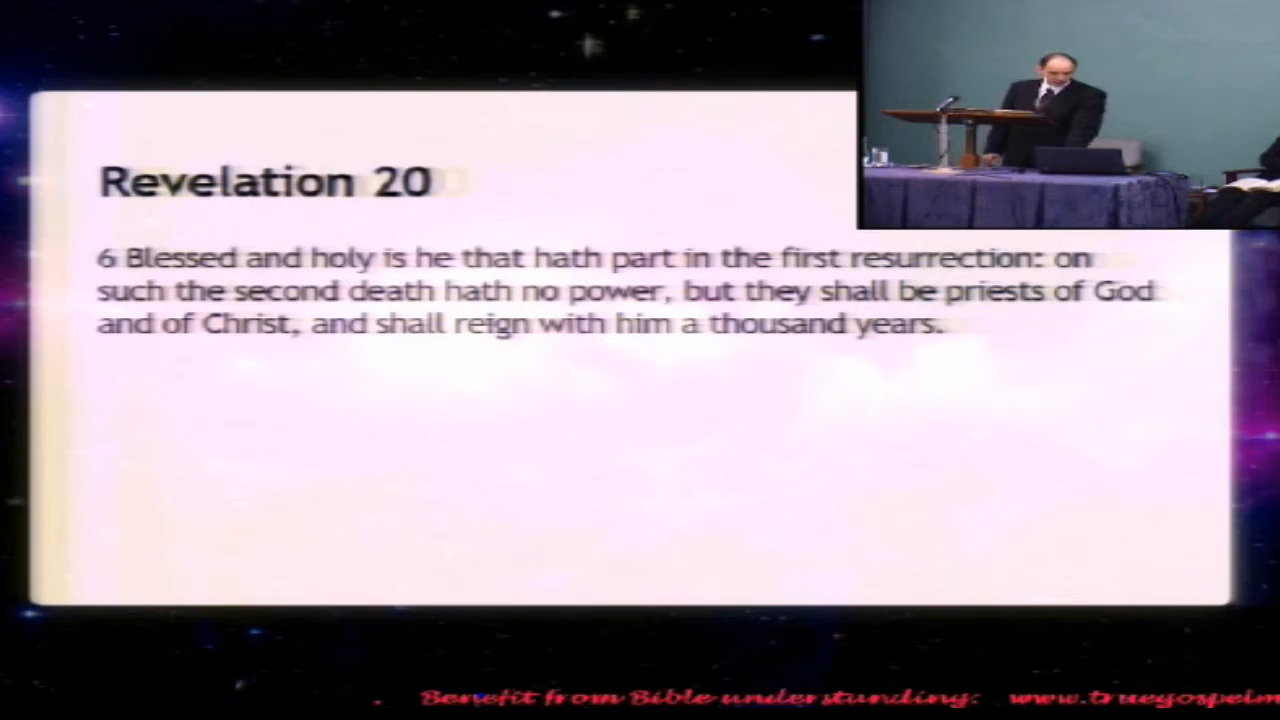 Revelation 20
6 Blessed and holy is he that hath part in the first resurrection: on
such the second death hath no power, but they shall be priests of God
and of Christ, and shall reign with him a thousand years.
. Benefit from Bible understanding: www.truegospelm